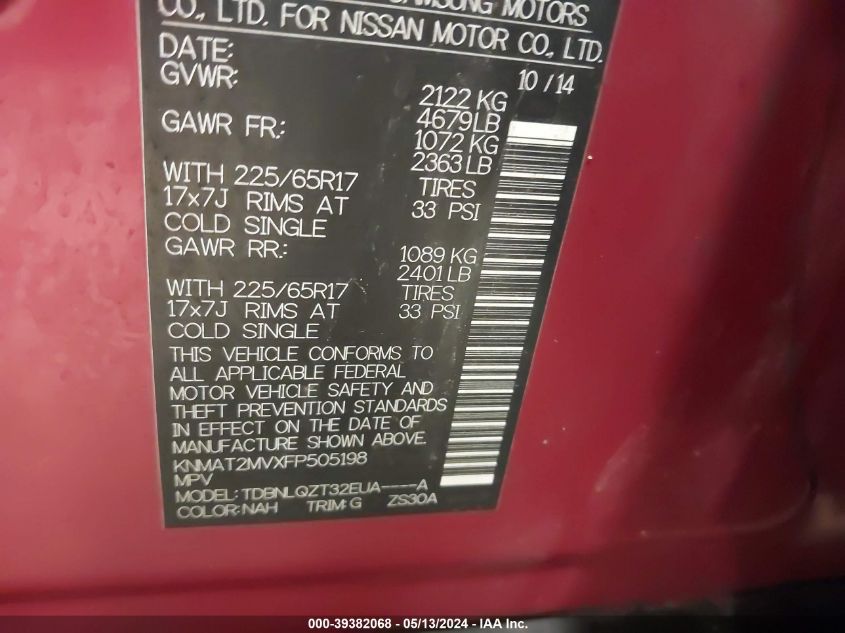 SAMSUNG MOTORS
CO., LTD. FOR NISSAN MOTOR CO., LTD.
DATE: 10 / 14
GVWR: 2122 KG
4679 LB
GAWR FR.: 1072 KG
2363 LB
WITH 225/65R17 TIRES
17x7J RIMS AT 33 PSI
COLD SINGLE
GAWR RR.: 1089 KG
2401 LB
WITH 225/65R17 TIRES
17x7J RIMS AT 33 PSI
COLD SINGLE
THIS VEHICLE CONFORMS TO
ALL APPLICABLE FEDERAL
MOTOR VEHICLE SAFETY AND
THEFT PREVENTION STANDARDS
IN EFFECT ON THE DATE OF
MANUFACTURE SHOWN ABOVE.
KNMAT2MVXFP505198
MPV
MODEL: TDBNLQZT32EUA----A
COLOR: NAH TRIM: G ZS30A
000-39382068 - 05/13/2024 - IAA Inc.